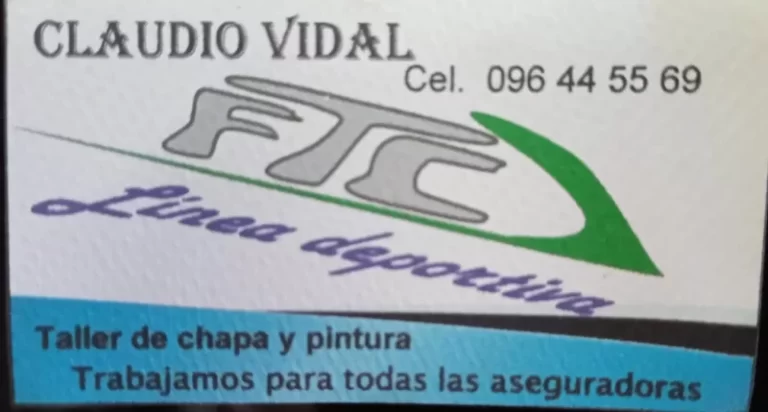 CLAUDIO VIDAL
Cel. 096 44 55 69
FTC
Línea deportiva
Taller de chapa y pintura
Trabajamos para todas las aseguradoras